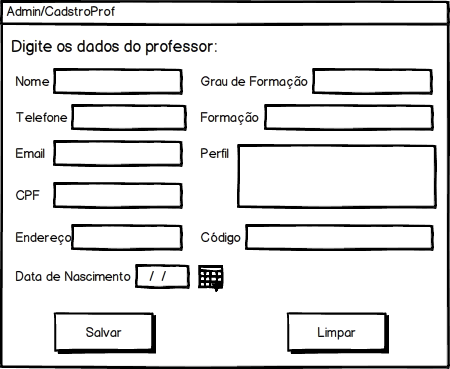 Admin/CadstroProf
Digite os dados do professor:
Nome
Grau de Formação
Telefone
Formação
Email
Perfil
CPF
Endereço
Código
Data de Nascimento / /
Salvar
Limpar